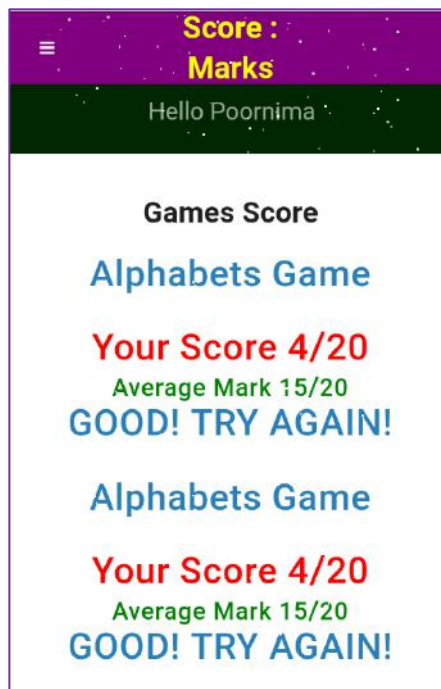 Score :
Marks
Hello Poornima
Games Score
Alphabets Game
Your Score 4/20
Average Mark 15/20
GOOD! TRY AGAIN!
Alphabets Game
Your Score 4/20
Average Mark 15/20
GOOD! TRY AGAIN!